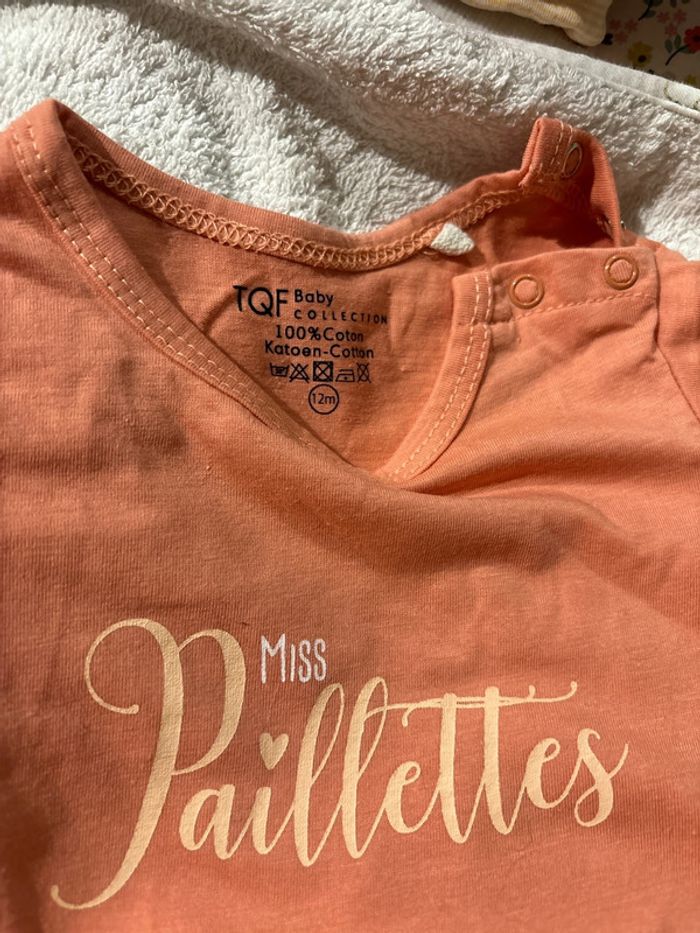 TQF Baby
COLLECTION
100%Coton
Katoen-Cotton
12m
Miss
Paillettes